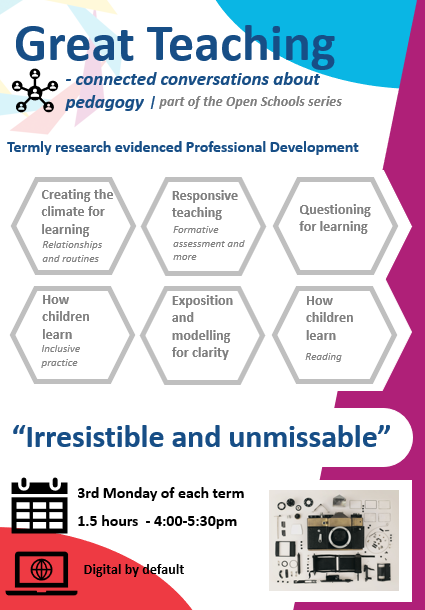 Great Teaching
- connected conversations about
pedagogy | part of the Open Schools series
Termly research evidenced Professional Development
Creating the
climate for
learning
Relationships
and routines
Responsive
teaching
Formative
assessment and
more
Questioning
for learning
How
children
learn
Inclusive
practice
Exposition
and
modelling
for clarity
How
children
learn
Reading
“Irresistible and unmissable”
3rd Monday of each term
1.5 hours - 4:00-5:30pm
Digital by default